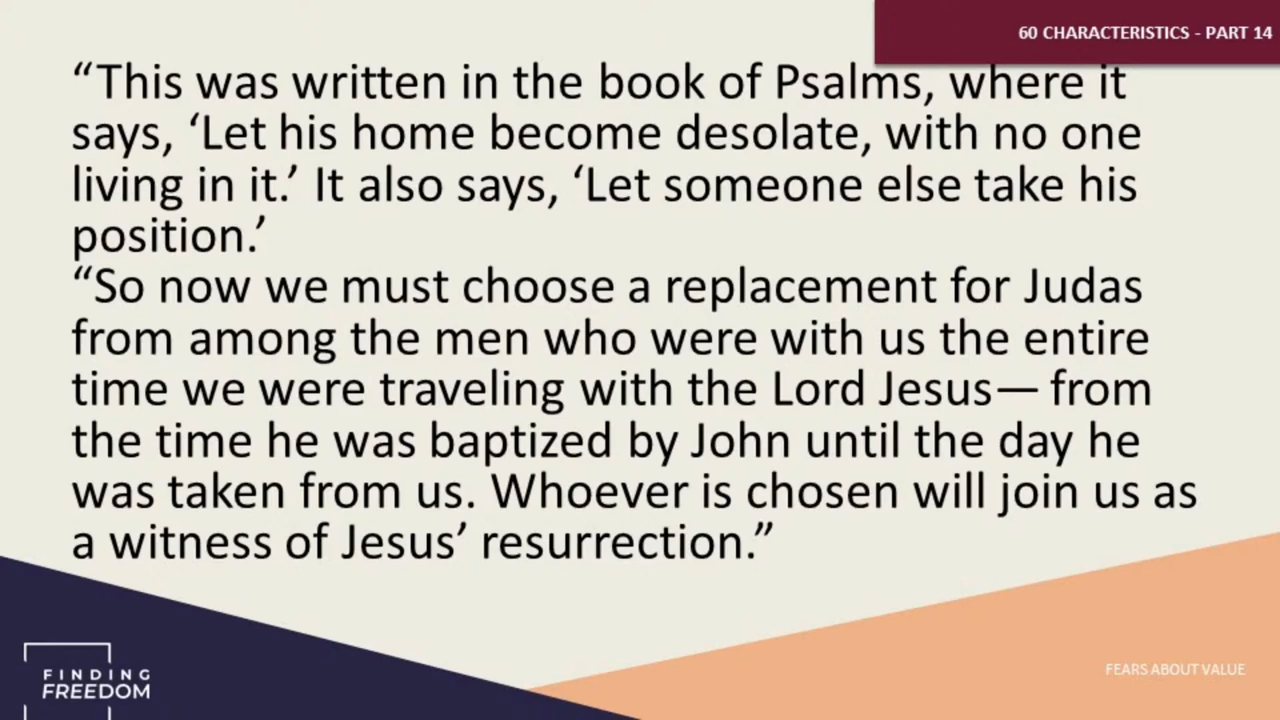 60 CHARACTERISTICS - PART 14
“This was written in the book of Psalms, where it
says, ‘Let his home become desolate, with no one
living in it.’ It also says, ‘Let someone else take his
position.’
“So now we must choose a replacement for Judas
from among the men who were with us the entire
time we were traveling with the Lord Jesus— from
the time he was baptized by John until the day he
was taken from us. Whoever is chosen will join us as
a witness of Jesus’ resurrection.”
FINDING
FREEDOM
FEARS ABOUT VALUE